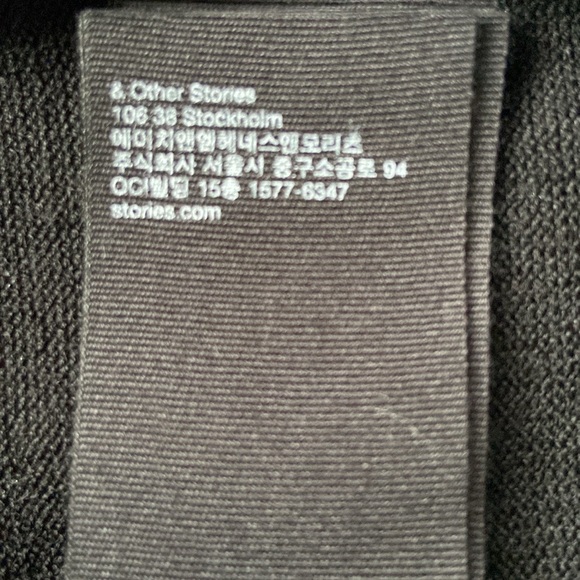 & Other Stories
106 38 Stockholm
에이치앤엠헤네스앤모리츠
주식회사 서울시 중구소공로 94
OCI빌딩 15층 1577-6347
stories.com